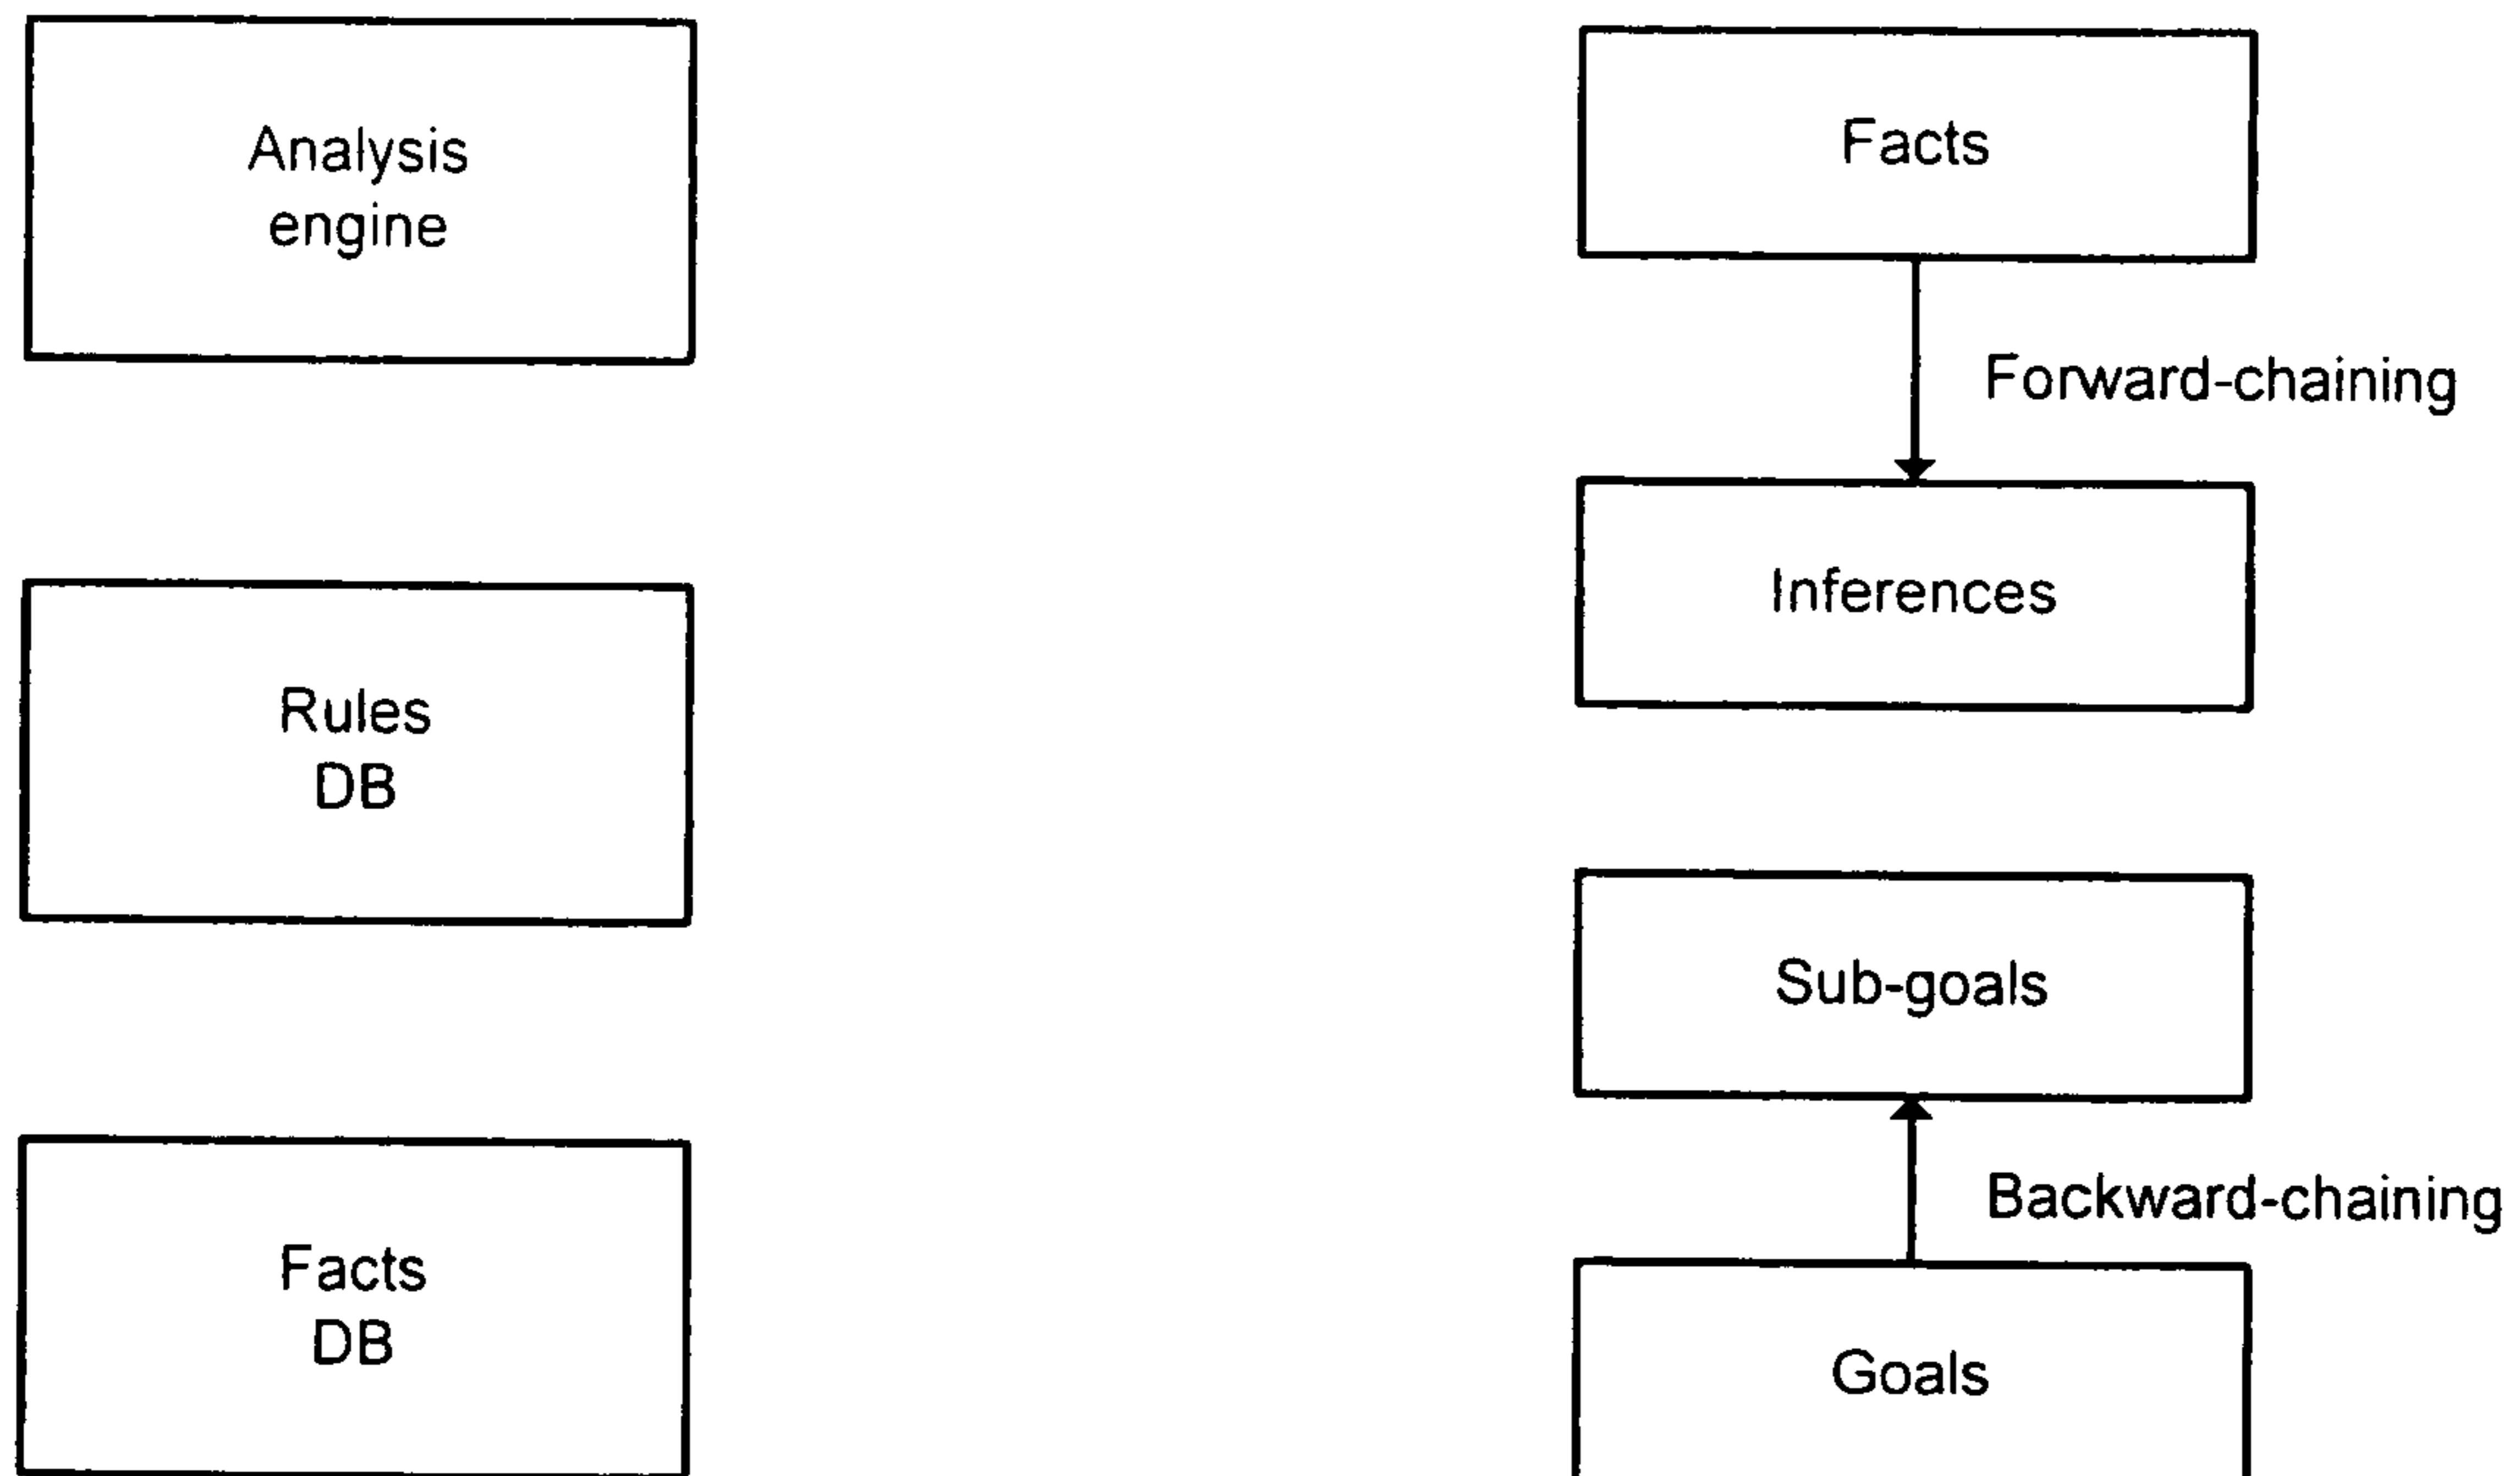 Analysis
engine
Rules
DB
Facts
DB
Facts
Forward-chaining
Inferences
Sub-goals
Backward-chaining
Goals